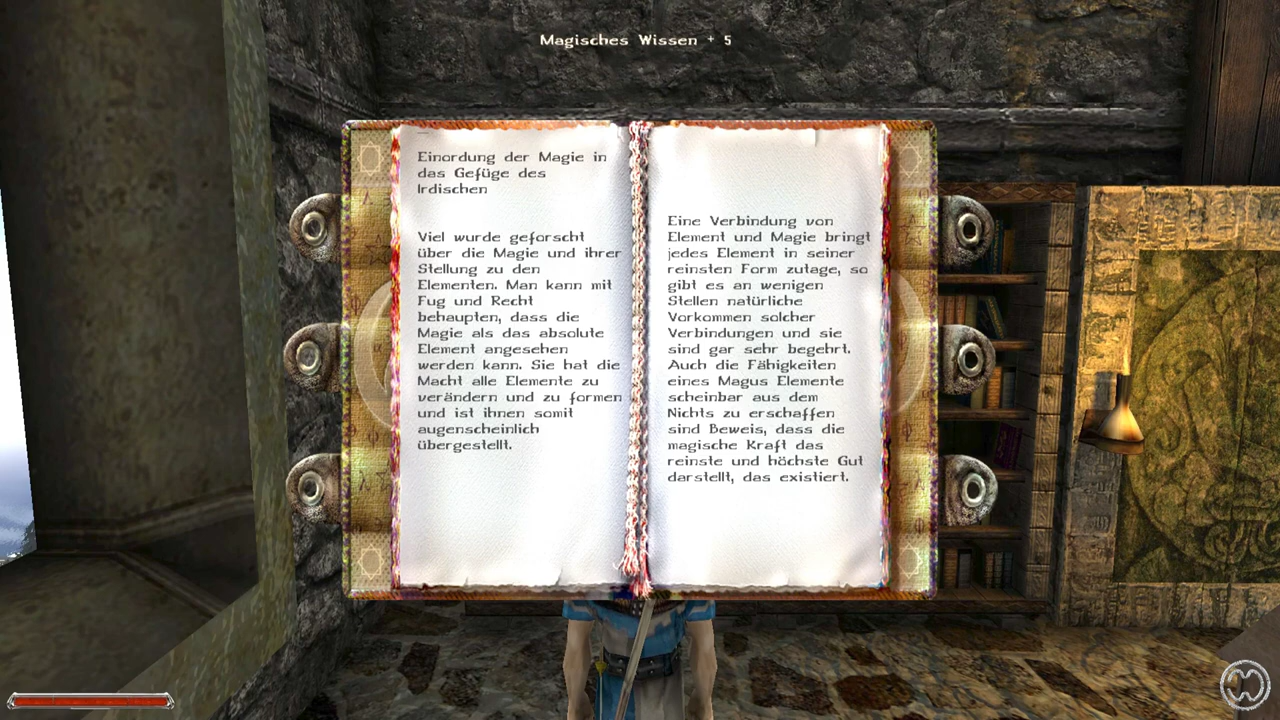 Magisches Wissen + 5
Einordung der Magie in
das Gefüge des
Irdischen
Viel wurde geforscht
über die Magie und ihrer
Stellung zu den
Elementen. Man kann mit
Fug und Recht
behaupten, dass die
Magie als das absolute
Element angesehen
werden kann. Sie hat die
Macht alle Elemente zu
verändern und zu formen
und ist ihnen somit
augenscheinlich
übergestellt.
Eine Verbindung von
Element und Magie bringt
jedes Element in seiner
reinsten Form zutage, so
gibt es an wenigen
Stellen natürliche
Vorkommen solcher
Verbindungen und sie
sind gar sehr begehrt.
Auch die Fähigkeiten
eines Magus Elemente
scheinbar aus dem
Nichts zu erschaffen
sind Beweis, dass die
magische Kraft das
reinste und höchste Gut
darstellt, das existiert.